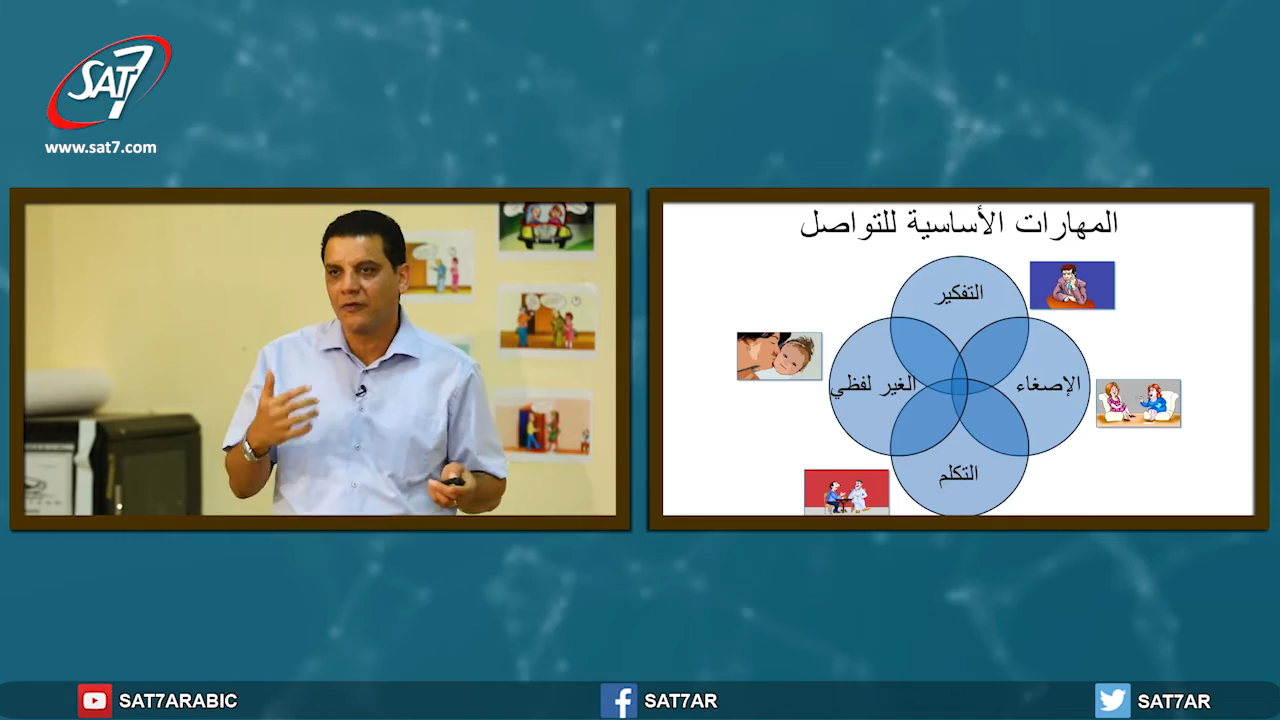 SAT7
www.sat7.com
المهارات الأساسية للتواصل
التفكير
الغير لفظي
الإصغاء
التكلم
SAT7ARABIC
SAT7AR
SAT7AR